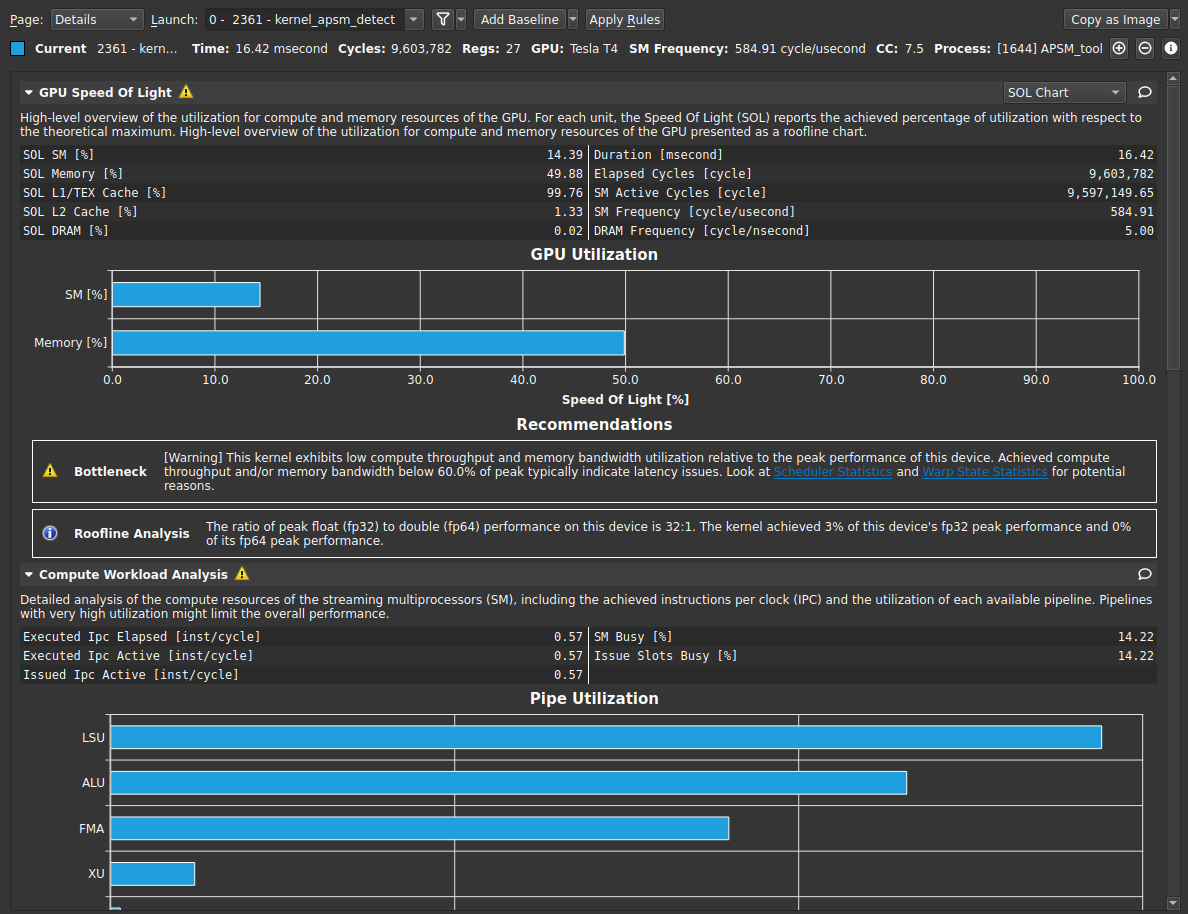 Page: Details Launch: 0 - 2361 - kernel_apsm_detect Add Baseline Apply Rules Copy as Image
Current 2361 - kern... Time: 16.42 msecond Cycles: 9,603,782 Regs: 27 GPU: Tesla T4 SM Frequency: 584.91 cycle/usecond CC: 7.5 Process: [1644] APSM_tool
GPU Speed Of Light SOL Chart
High-level overview of the utilization for compute and memory resources of the GPU. For each unit, the Speed Of Light (SOL) reports the achieved percentage of utilization with respect to
the theoretical maximum. High-level overview of the utilization for compute and memory resources of the GPU presented as a roofline chart.
SOL SM [%] 14.39 Duration [msecond] 16.42
SOL Memory [%] 49.88 Elapsed Cycles [cycle] 9,603,782
SOL L1/TEX Cache [%] 99.76 SM Active Cycles [cycle] 9,597,149.65
SOL L2 Cache [%] 1.33 SM Frequency [cycle/usecond] 584.91
SOL DRAM [%] 0.02 DRAM Frequency [cycle/nsecond] 5.00
GPU Utilization
SM [%]
Memory [%]
0.0 10.0 20.0 30.0 40.0 50.0 60.0 70.0 80.0 90.0 100.0
Speed Of Light [%]
Recommendations
Bottleneck
[Warning] This kernel exhibits low compute throughput and memory bandwidth utilization relative to the peak performance of this device. Achieved compute
throughput and/or memory bandwidth below 60.0% of peak typically indicate latency issues. Look at Scheduler Statistics and Warp State Statistics for potential
reasons.
Roofline Analysis
The ratio of peak float (fp32) to double (fp64) performance on this device is 32:1. The kernel achieved 3% of this device's fp32 peak performance and 0%
of its fp64 peak performance.
Compute Workload Analysis
Detailed analysis of the compute resources of the streaming multiprocessors (SM), including the achieved instructions per clock (IPC) and the utilization of each available pipeline. Pipelines
with very high utilization might limit the overall performance.
Executed Ipc Elapsed [inst/cycle] 0.57 SM Busy [%] 14.22
Executed Ipc Active [inst/cycle] 0.57 Issue Slots Busy [%] 14.22
Issued Ipc Active [inst/cycle] 0.57
Pipe Utilization
LSU
ALU
FMA
XU